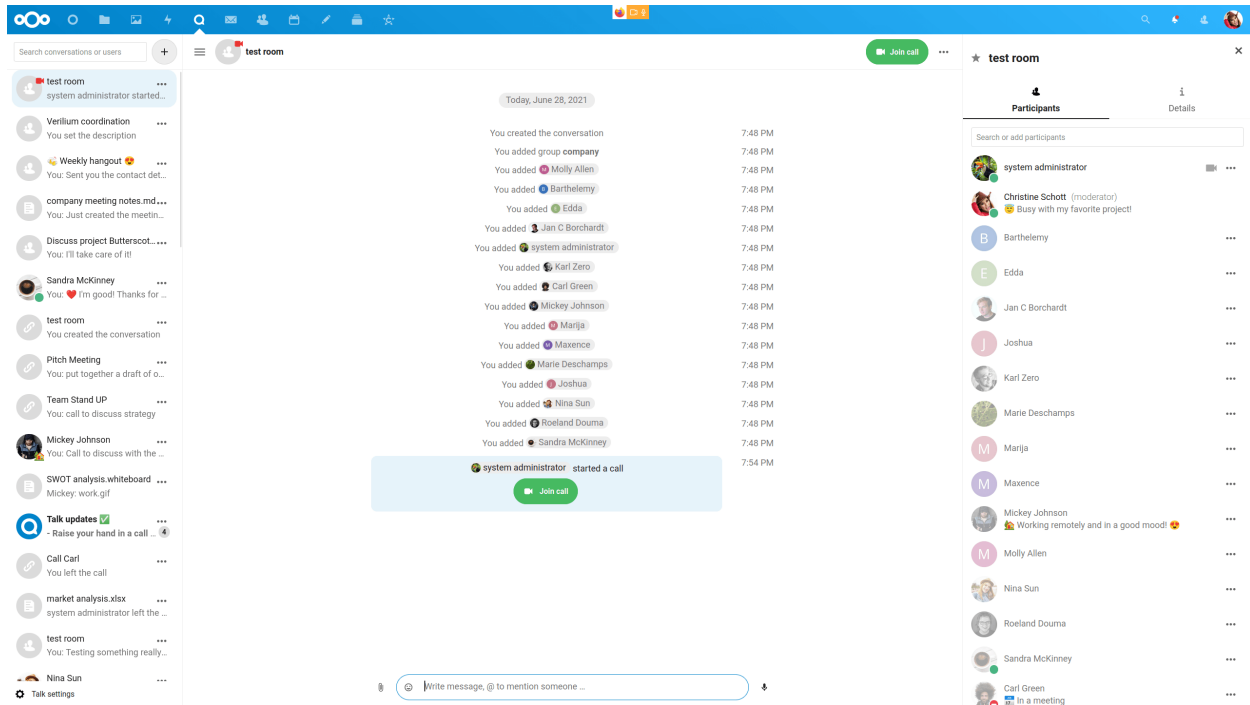 Search conversations or users
test room
system administrator started...
Verilium coordination
You set the description
👋 Weekly hangout 😍
You: Sent you the contact det...
company meeting notes.md...
You: Just created the meetin...
Discuss project Butterscot...
You: I'll take care of it!
Sandra McKinney
You: ❤️ I'm good! Thanks for ...
test room
You created the conversation
Pitch Meeting
You: put together a draft of o...
Team Stand UP
You: call to discuss strategy
Mickey Johnson
You: Call to discuss with the ...
SWOT analysis.whiteboard
Mickey: work.gif
Talk updates ✅
- Raise your hand in a call ... 4
Call Carl
You left the call
market analysis.xlsx
system administrator left the ...
test room
You: Testing something really...
Nina Sun
Talk settings
test room
Join call
Today, June 28, 2021
You created the conversation 7:48 PM
You added group company 7:48 PM
You added M Molly Allen 7:48 PM
You added B Barthelemy 7:48 PM
You added E Edda 7:48 PM
You added Jan C Borchardt 7:48 PM
You added system administrator 7:48 PM
You added Karl Zero 7:48 PM
You added Carl Green 7:48 PM
You added Mickey Johnson 7:48 PM
You added M Marija 7:48 PM
You added M Maxence 7:48 PM
You added Marie Deschamps 7:48 PM
You added J Joshua 7:48 PM
You added Nina Sun 7:48 PM
You added Roeland Douma 7:48 PM
You added Sandra McKinney 7:48 PM
system administrator started a call 7:54 PM
Join call
Write message, @ to mention someone ...
test room
Participants
Details
Search or add participants
system administrator
Christine Schott (moderator)
😇 Busy with my favorite project!
B Barthelemy
E Edda
Jan C Borchardt
J Joshua
Karl Zero
Marie Deschamps
M Marija
M Maxence
Mickey Johnson
🏡 Working remotely and in a good mood! 😍
M Molly Allen
Nina Sun
Roeland Douma
Sandra McKinney
Carl Green
📅 In a meeting